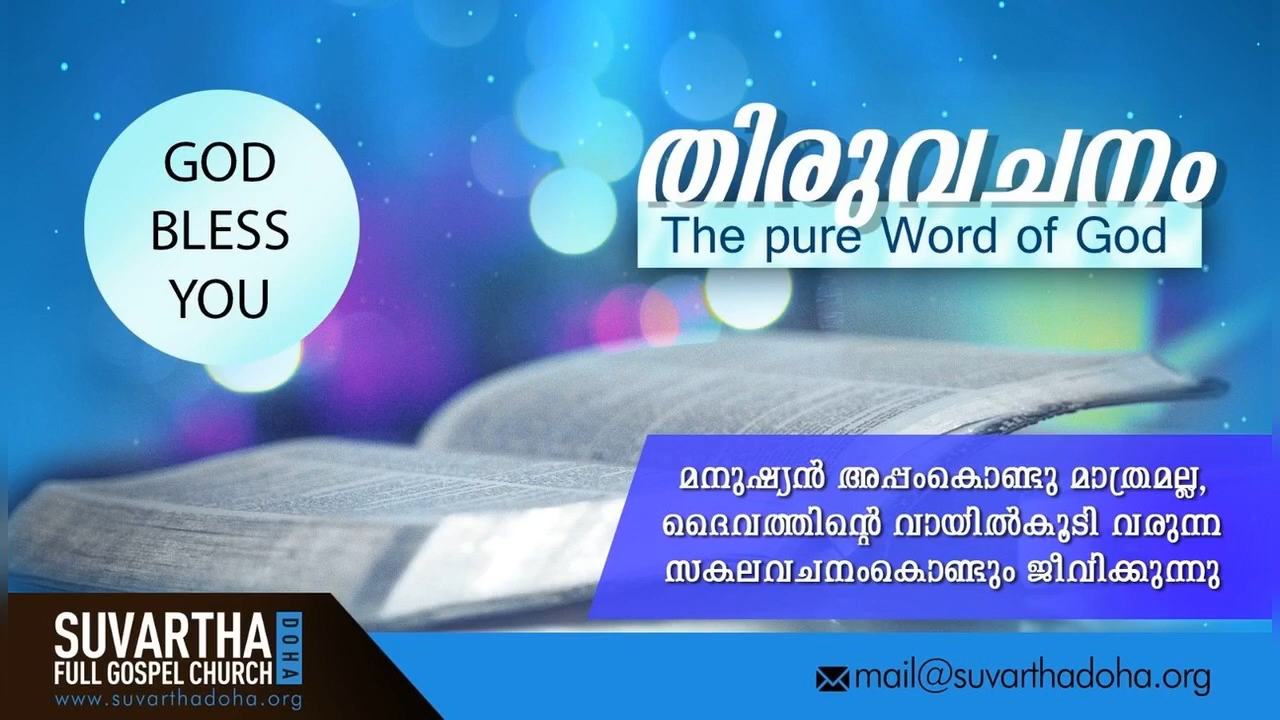 GOD
BLESS
YOU
തിരുവചനം
The pure Word of God
മനുഷ്യൻ അപ്പംകൊണ്ടു മാത്രമല്ല,
ദൈവത്തിന്റെ വായിൽകൂടി വരുന്ന
സകലവചനംകൊണ്ടും ജീവിക്കുന്നു
SUVARTHA DOHA
FULL GOSPEL CHURCH
www.suvarthadoha.org
mail@suvarthadoha.org